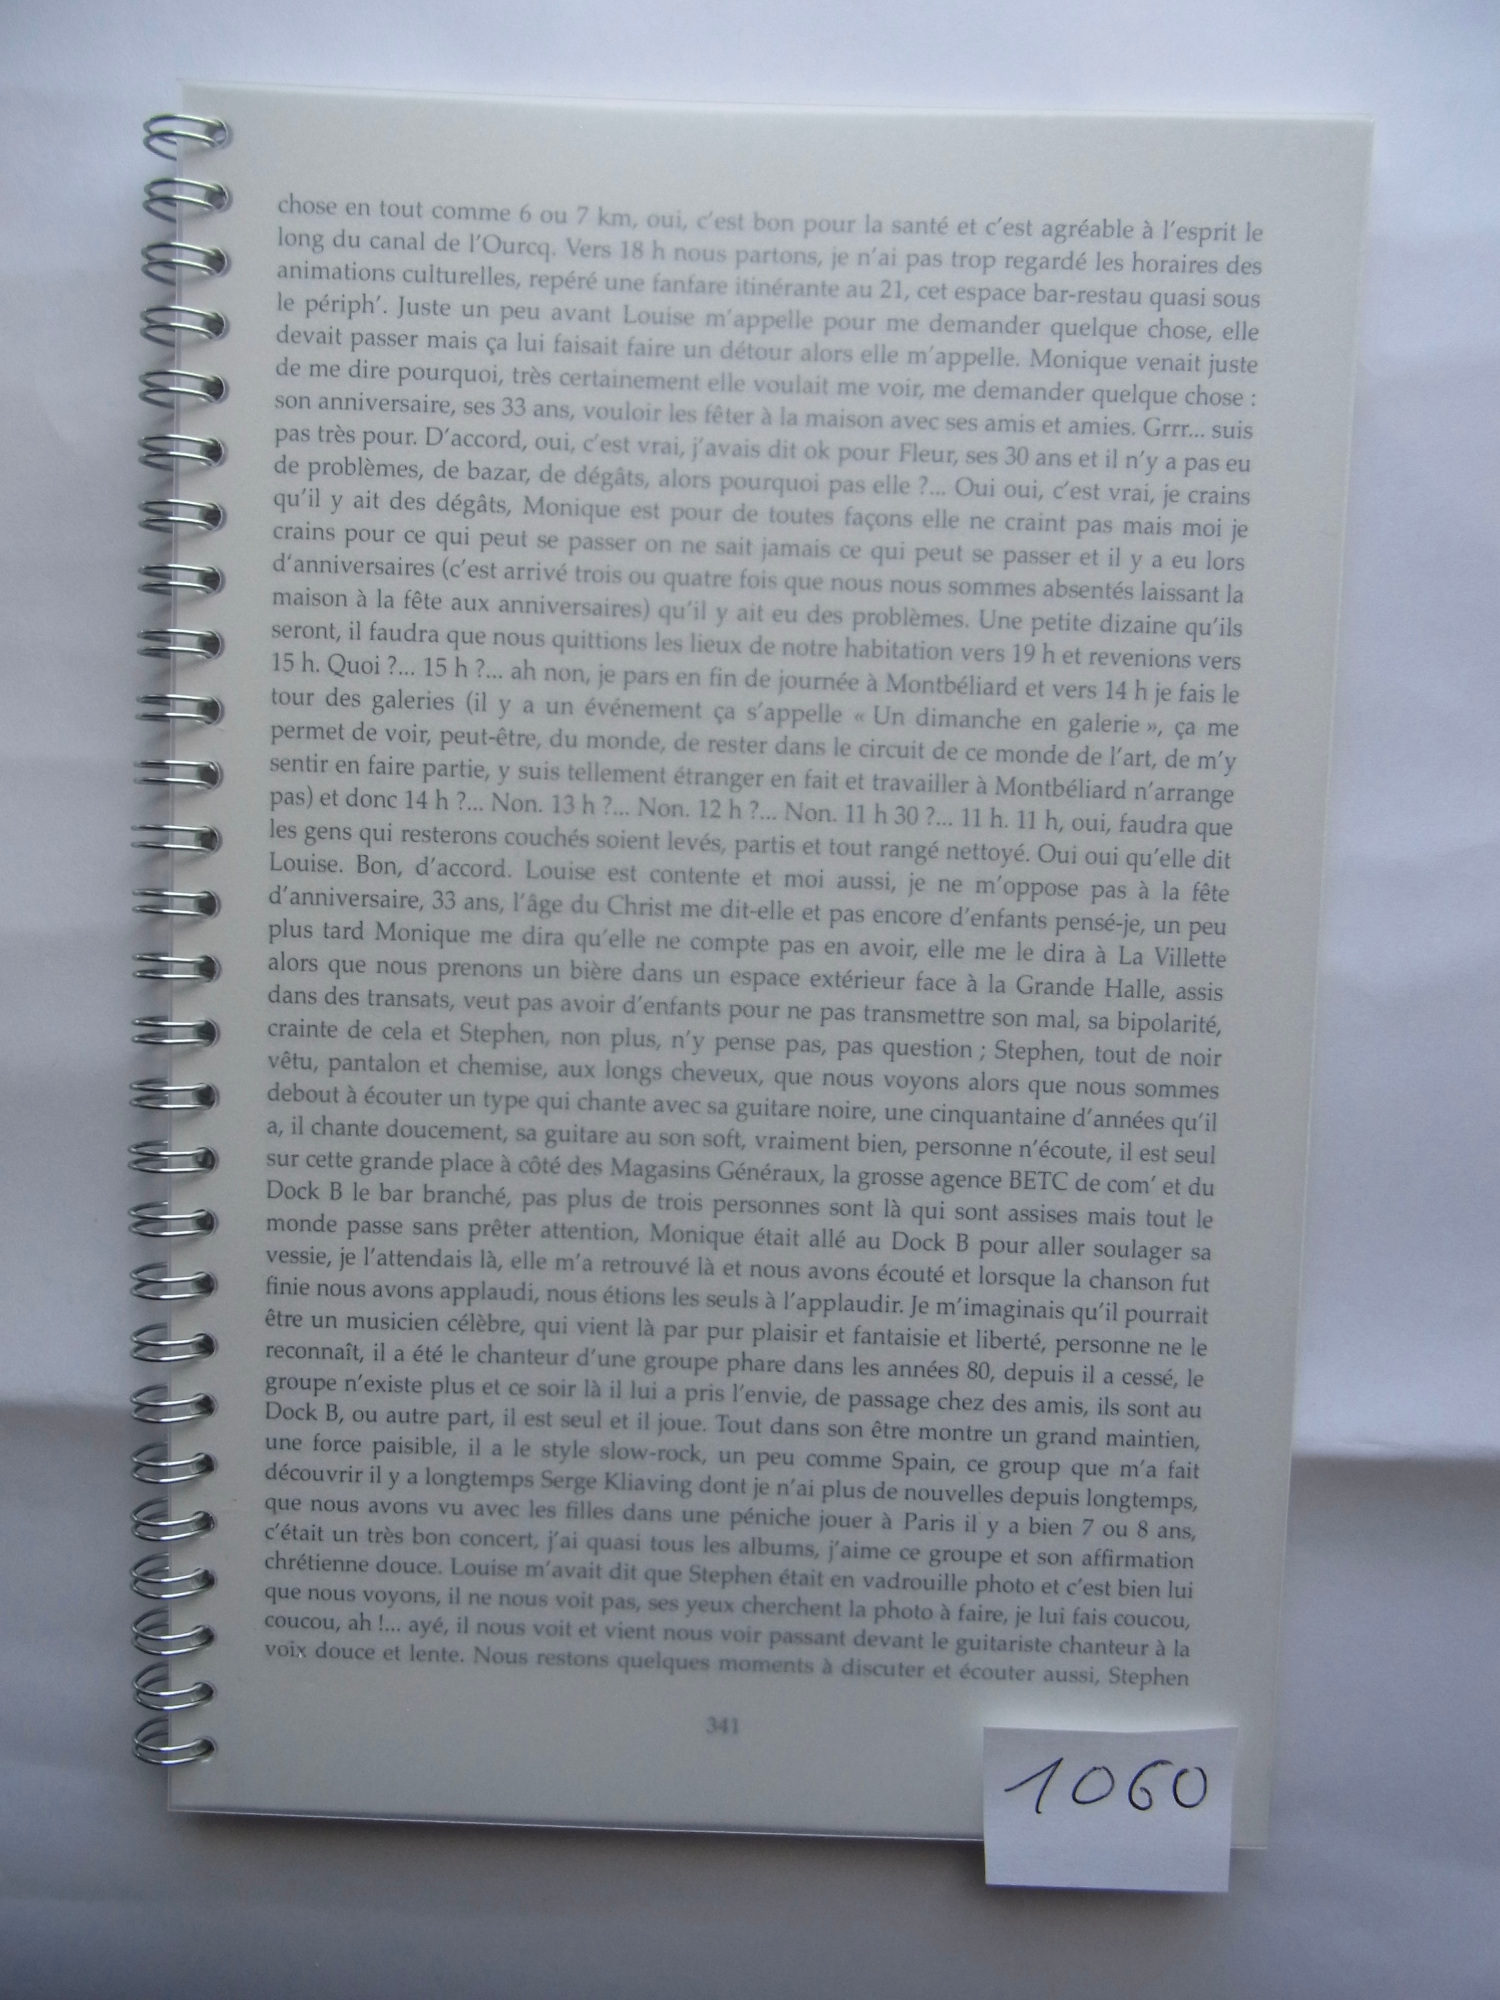 chose en tout comme 6 ou 7 km, oui, c'est bon pour la santé et c'est agréable à l'esprit le
long du canal de l'Ourcq. Vers 18 h nous partons, je n'ai pas trop regardé les horaires des
animations culturelles, repéré une fanfare itinérante au 21, cet espace bar-restau quasi sous
le périph'. Juste un peu avant Louise m'appelle pour me demander quelque chose, elle
devait passer mais ça lui faisait faire un détour alors elle m'appelle. Monique venait juste
de me dire pourquoi, très certainement elle voulait me voir, me demander quelque chose :
son anniversaire, ses 33 ans, vouloir les fêter à la maison avec ses amis et amies. Grrr... suis
pas très pour. D'accord, oui, c'est vrai, j'avais dit ok pour Fleur, ses 30 ans et il n'y a pas eu
de problèmes, de bazar, de dégâts, alors pourquoi pas elle ?... Oui oui, c'est vrai, je crains
qu'il y ait des dégâts, Monique est pour de toutes façons elle ne craint pas mais moi je
crains pour ce qui peut se passer on ne sait jamais ce qui peut se passer et il y a eu lors
d'anniversaires (c'est arrivé trois ou quatre fois que nous nous sommes absentés laissant la
maison à la fête aux anniversaires) qu'il y ait eu des problèmes. Une petite dizaine qu'ils
seront, il faudra que nous quittions les lieux de notre habitation vers 19 h et revenions vers
15 h. Quoi ?... 15 h ?... ah non, je pars en fin de journée à Montbéliard et vers 14 h je fais le
tour des galeries (il y a un événement ça s'appelle « Un dimanche en galerie », ça me
permet de voir, peut-être, du monde, de rester dans le circuit de ce monde de l'art, de m'y
sentir en faire partie, y suis tellement étranger en fait et travailler à Montbéliard n'arrange
pas) et donc 14 h ?... Non. 13 h ?... Non. 12 h ?... Non. 11 h 30 ?... 11 h. 11 h, oui, faudra que
les gens qui resterons couchés soient levés, partis et tout rangé nettoyé. Oui oui qu'elle dit
Louise. Bon, d'accord. Louise est contente et moi aussi, je ne m'oppose pas à la fête
d'anniversaire, 33 ans, l'âge du Christ me dit-elle et pas encore d'enfants pensé-je, un peu
plus tard Monique me dira qu'elle ne compte pas en avoir, elle me le dira à La Villette
alors que nous prenons un bière dans un espace extérieur face à la Grande Halle, assis
dans des transats, veut pas avoir d'enfants pour ne pas transmettre son mal, sa bipolarité,
crainte de cela et Stephen, non plus, n'y pense pas, pas question ; Stephen, tout de noir
vêtu, pantalon et chemise, aux longs cheveux, que nous voyons alors que nous sommes
debout à écouter un type qui chante avec sa guitare noire, une cinquantaine d'années qu'il
a, il chante doucement, sa guitare au son soft, vraiment bien, personne n'écoute, il est seul
sur cette grande place à côté des Magasins Généraux, la grosse agence BETC de com' et du
Dock B le bar branché, pas plus de trois personnes sont là qui sont assises mais tout le
monde passe sans prêter attention, Monique était allé au Dock B pour aller soulager sa
vessie, je l'attendais là, elle m'a retrouvé là et nous avons écouté et lorsque la chanson fut
finie nous avons applaudi, nous étions les seuls à l'applaudir. Je m'imaginais qu'il pourrait
être un musicien célèbre, qui vient là par pur plaisir et fantaisie et liberté, personne ne le
reconnaît, il a été le chanteur d'une groupe phare dans les années 80, depuis il a cessé, le
groupe n'existe plus et ce soir là il lui a pris l'envie, de passage chez des amis, ils sont au
Dock B, ou autre part, il est seul et il joue. Tout dans son être montre un grand maintien,
une force paisible, il a le style slow-rock, un peu comme Spain, ce group que m'a fait
découvrir il y a longtemps Serge Kliaving dont je n'ai plus de nouvelles depuis longtemps,
que nous avons vu avec les filles dans une péniche jouer à Paris il y a bien 7 ou 8 ans,
c'était un très bon concert, j'ai quasi tous les albums, j'aime ce groupe et son affirmation
chrétienne douce. Louise m'avait dit que Stephen était en vadrouille photo et c'est bien lui
que nous voyons, il ne nous voit pas, ses yeux cherchent la photo à faire, je lui fais coucou,
coucou, ah !... ayé, il nous voit et vient nous voir passant devant le guitariste chanteur à la
voix douce et lente. Nous restons quelques moments à discuter et écouter aussi, Stephen
341
1060